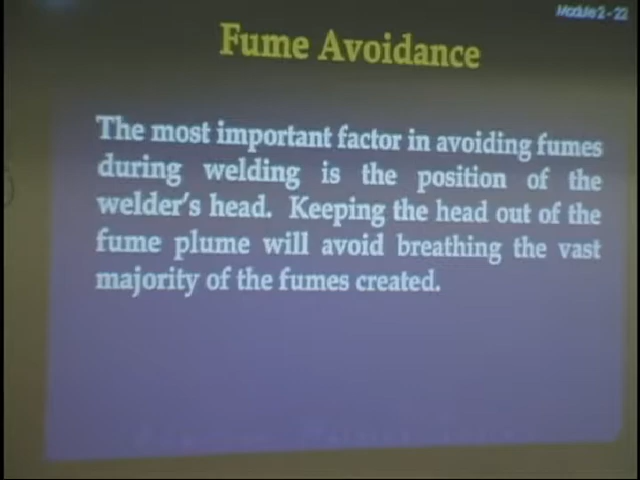 Module 2 - 22
Fume Avoidance
The most important factor in avoiding fumes
during welding is the position of the
welder's head. Keeping the head out of the
fume plume will avoid breathing the vast
majority of the fumes created.